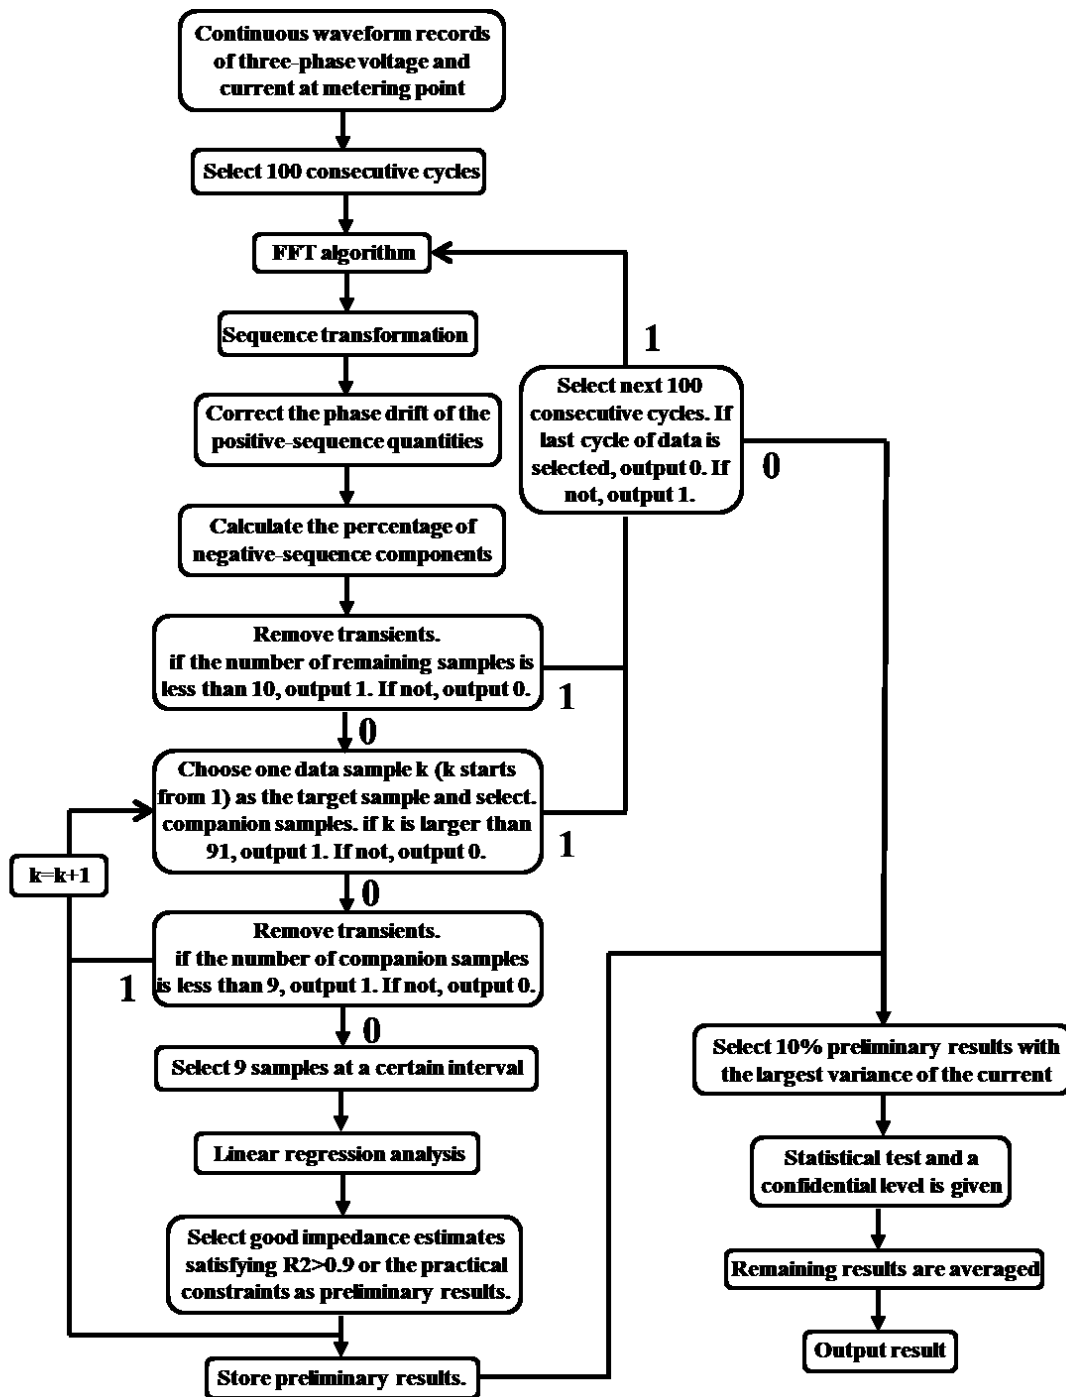 Continuous waveform records
of three-phase voltage and
current at metering point
Select 100 consecutive cycles
FFT algorithm
Sequence transformation
1
Correct the phase drift of the
positive-sequence quantities
Select next 100
consecutive cycles. If
last cycle of data is
selected, output 0. If
not, output 1.
0
Calculate the percentage of
negative-sequence components
Remove transients.
if the number of remaining samples is
less than 10, output 1. If not, output 0.
1
0
Choose one data sample k (k starts
from 1) as the target sample and select.
companion samples. if k is larger than
91, output 1. If not, output 0.
1
k=k+1
0
Remove transients.
if the number of companion samples
is less than 9, output 1. If not, output 0.
1
0
Select 9 samples at a certain interval
Linear regression analysis
Select good impedance estimates
satisfying R2>0.9 or the practical
constraints as preliminary results.
Store preliminary results.
Select 10% preliminary results with
the largest variance of the current
Statistical test and a
confidential level is given
Remaining results are averaged
Output result